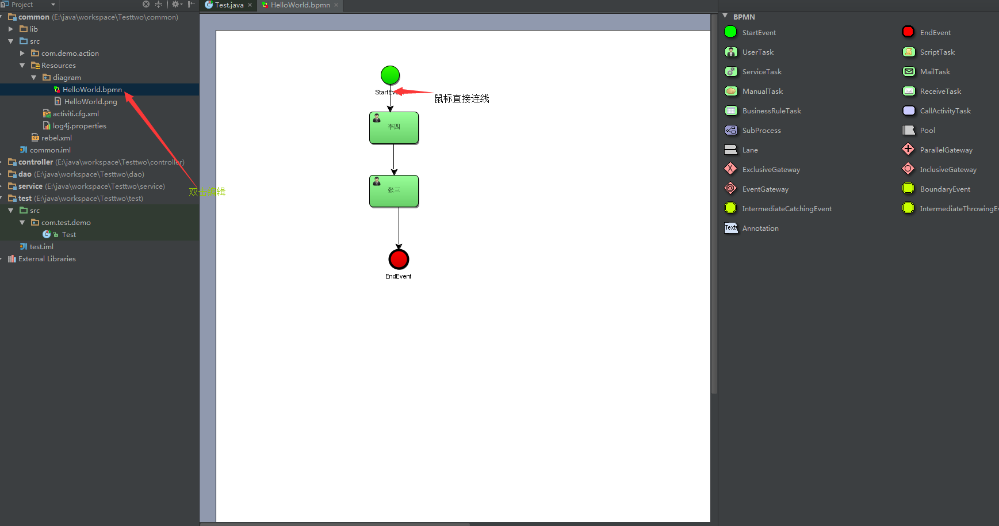 Project
common (E:\java\workspace\Testtwo\common)
lib
src
com.demo.action
Resources
diagram
HelloWorld.bpmn
HelloWorld.png
activiti.cfg.xml
log4j.properties
rebel.xml
common.iml
controller (E:\java\workspace\Testtwo\controller)
dao (E:\java\workspace\Testtwo\dao)
service (E:\java\workspace\Testtwo\service)
test (E:\java\workspace\Testtwo\test)
src
com.test.demo
Test
test.iml
External Libraries
双击编辑
Test.java
HelloWorld.bpmn
StartEve
鼠标直接连线
李四
张三
EndEvent
BPMN
StartEvent
EndEvent
UserTask
ScriptTask
ServiceTask
MailTask
ManualTask
ReceiveTask
BusinessRuleTask
CallActivityTask
SubProcess
Pool
Lane
ParallelGateway
ExclusiveGateway
InclusiveGateway
EventGateway
BoundaryEvent
IntermediateCatchingEvent
IntermediateThrowingEv
Text
Annotation